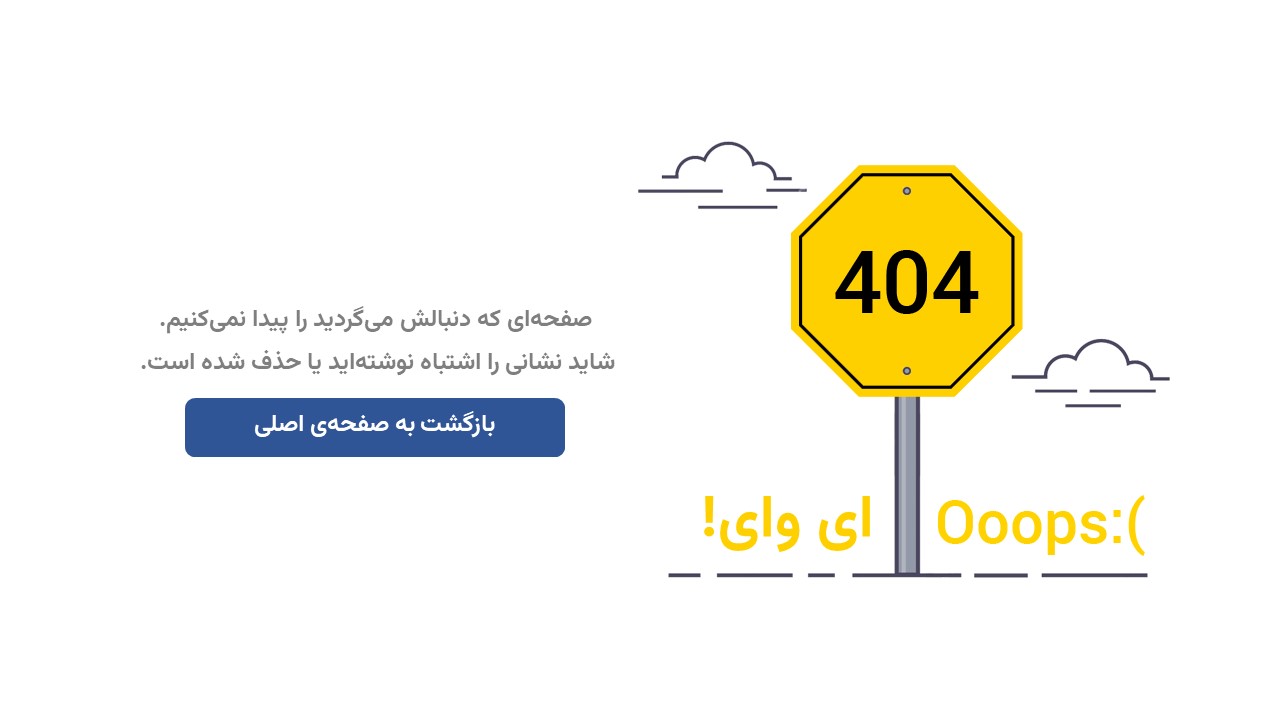 404
صفحه‌ای که دنبالش می‌گردید را پیدا نمی‌کنیم.
شاید نشانی را اشتباه نوشته‌اید یا حذف شده است.
بازگشت به صفحه‌ی اصلی
Ooops:(
ای وای!